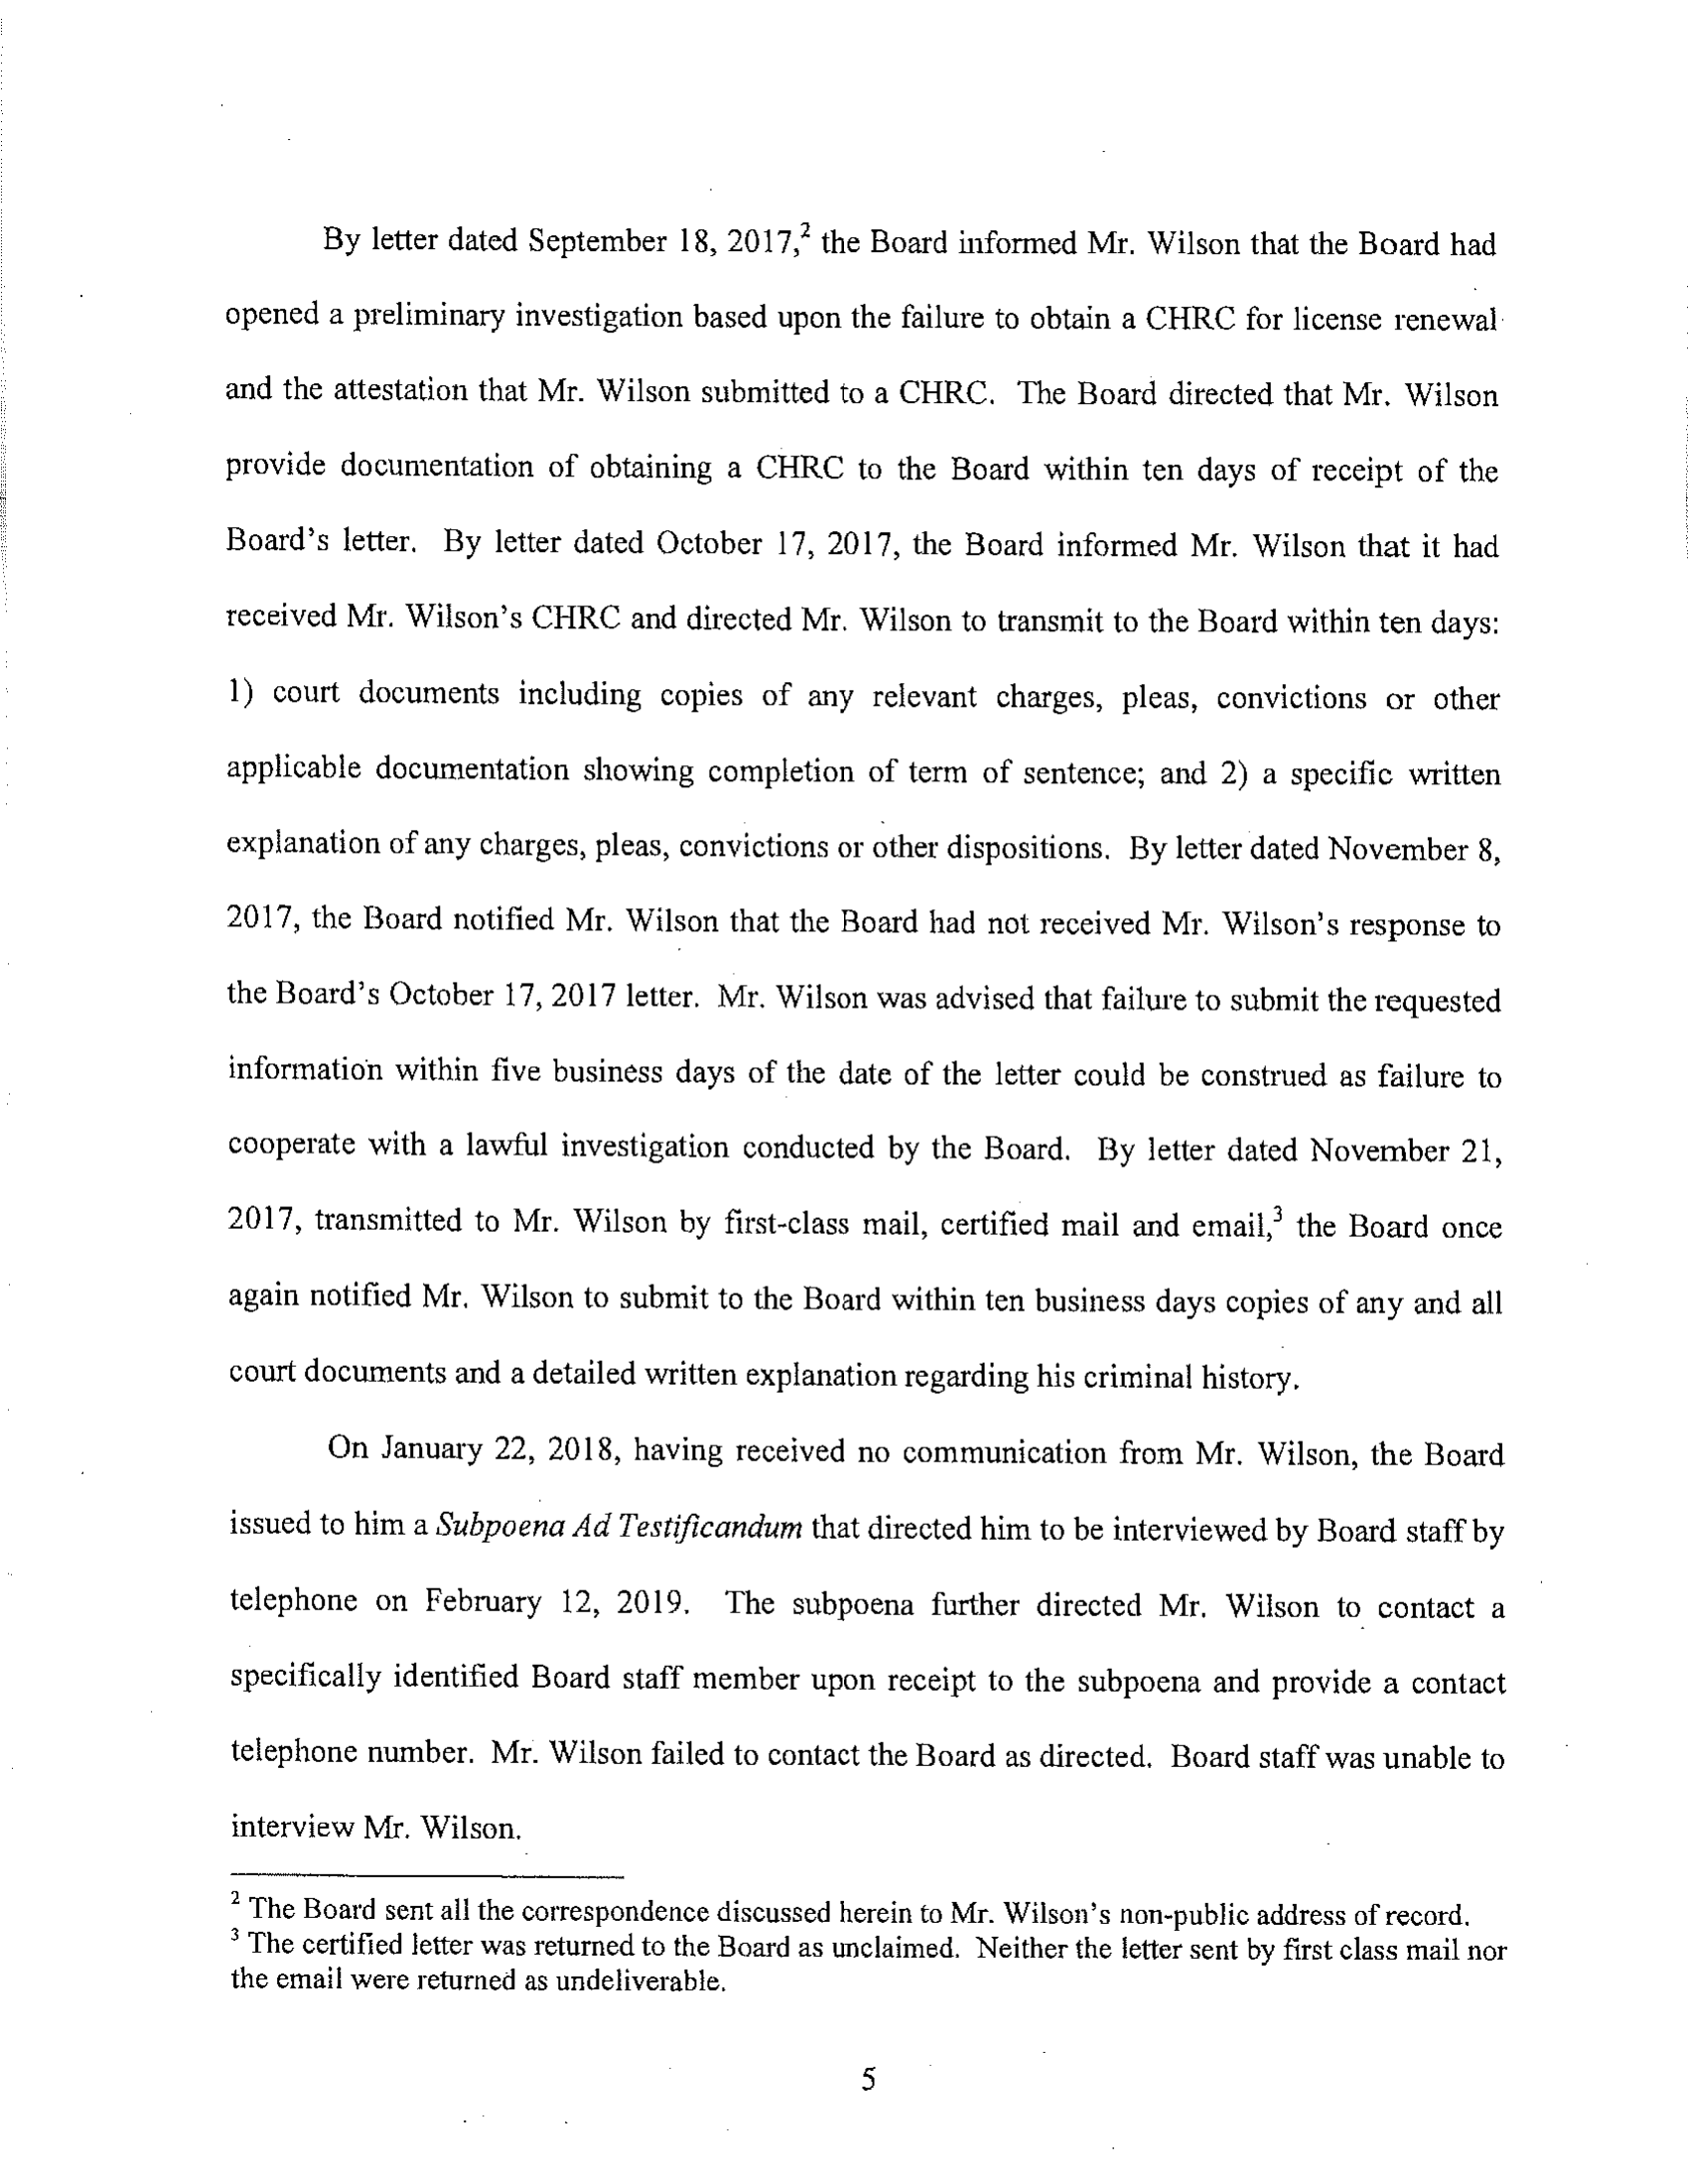 By letter dated September 18, 2017,² the Board informed Mr. Wilson that the Board had
opened a preliminary investigation based upon the failure to obtain a CHRC for license renewal
and the attestation that Mr. Wilson submitted to a CHRC. The Board directed that Mr. Wilson
provide documentation of obtaining a CHRC to the Board within ten days of receipt of the
Board's letter. By letter dated October 17, 2017, the Board informed Mr. Wilson that it had
received Mr. Wilson's CHRC and directed Mr. Wilson to transmit to the Board within ten days:
1) court documents including copies of any relevant charges, pleas, convictions or other
applicable documentation showing completion of term of sentence; and 2) a specific written
explanation of any charges, pleas, convictions or other dispositions. By letter dated November 8,
2017, the Board notified Mr. Wilson that the Board had not received Mr. Wilson's response to
the Board's October 17, 2017 letter. Mr. Wilson was advised that failure to submit the requested
information within five business days of the date of the letter could be construed as failure to
cooperate with a lawful investigation conducted by the Board. By letter dated November 21,
2017, transmitted to Mr. Wilson by first-class mail, certified mail and email,³ the Board once
again notified Mr. Wilson to submit to the Board within ten business days copies of any and all
court documents and a detailed written explanation regarding his criminal history.
On January 22, 2018, having received no communication from Mr. Wilson, the Board
issued to him a Subpoena Ad Testificandum that directed him to be interviewed by Board staff by
telephone on February 12, 2019. The subpoena further directed Mr. Wilson to contact a
specifically identified Board staff member upon receipt to the subpoena and provide a contact
telephone number. Mr. Wilson failed to contact the Board as directed. Board staff was unable to
interview Mr. Wilson.
² The Board sent all the correspondence discussed herein to Mr. Wilson's non-public address of record.
³ The certified letter was returned to the Board as unclaimed. Neither the letter sent by first class mail nor
the email were returned as undeliverable.
5